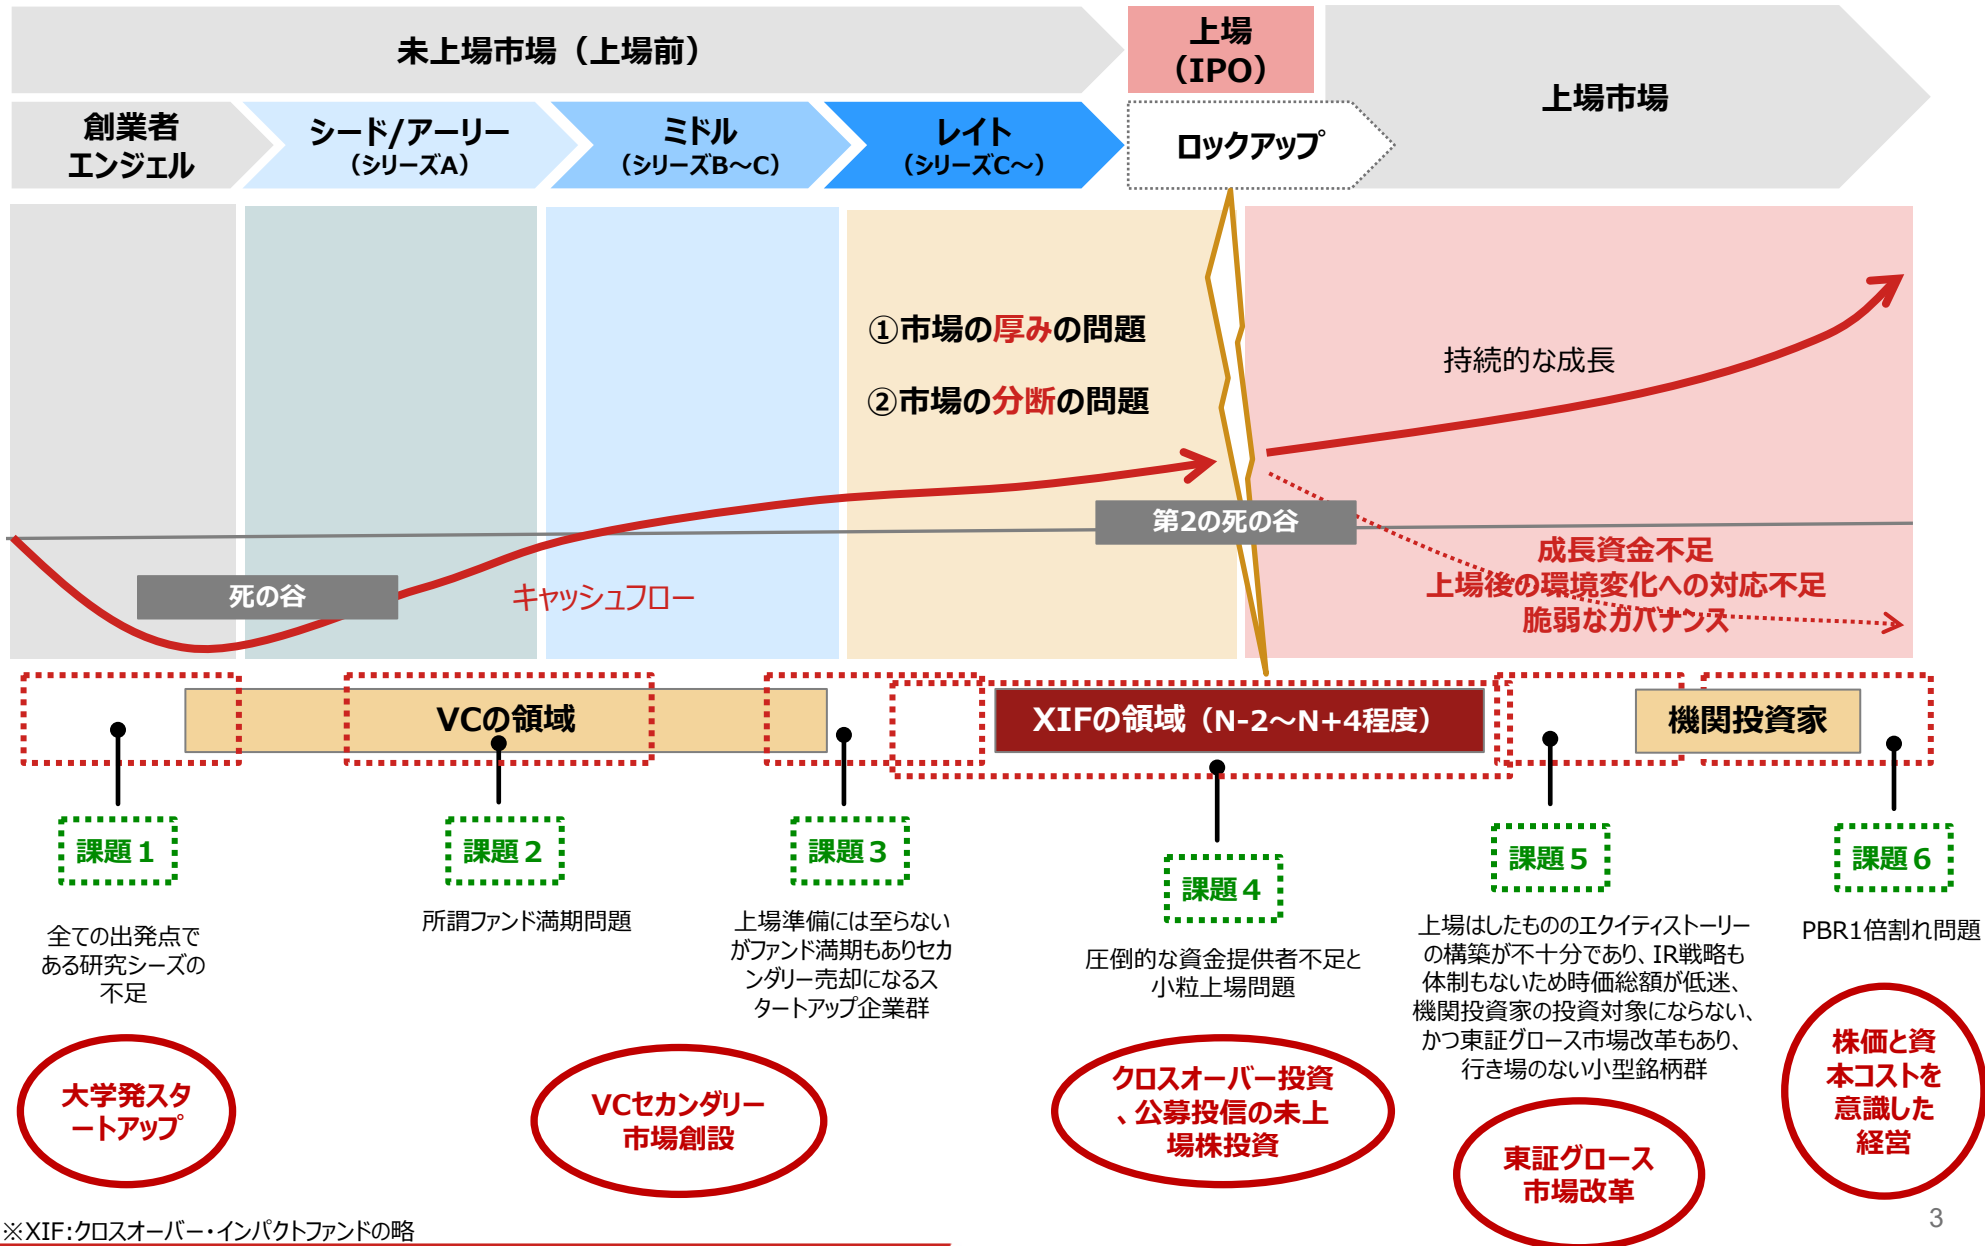 未上場市場（上場前）
上場
（IPO）
上場市場
創業者
エンジェル
シード/アーリー
（シリーズA）
ミドル
（シリーズB～C）
レイト
（シリーズC～）
ロックアップ
①市場の厚みの問題
②市場の分断の問題
持続的な成長
第2の死の谷
死の谷
キャッシュフロー
成長資金不足
上場後の環境変化への対応不足
脆弱なガバナンス
VCの領域
XIFの領域（N-2～N+4程度）
機関投資家
課題１
課題２
課題３
課題４
課題５
課題６
全ての出発点で
ある研究シーズの
不足
所謂ファンド満期問題
上場準備には至らない
がファンド満期もありセカ
ンダリー売却になるス
タートアップ企業群
圧倒的な資金提供者不足と
小粒上場問題
上場はしたもののエクイティストーリー
の構築が不十分であり、IR戦略も
体制もないため時価総額が低迷、
機関投資家の投資対象にならない、
かつ東証グロース市場改革もあり、
行き場のない小型銘柄群
PBR1倍割れ問題
大学発スタ
ートアップ
VCセカンダリー
市場創設
クロスオーバー投資
、公募投信の未上
場株投資
東証グロース
市場改革
株価と資
本コストを
意識した
経営
※XIF:クロスオーバー・インパクトファンドの略
3